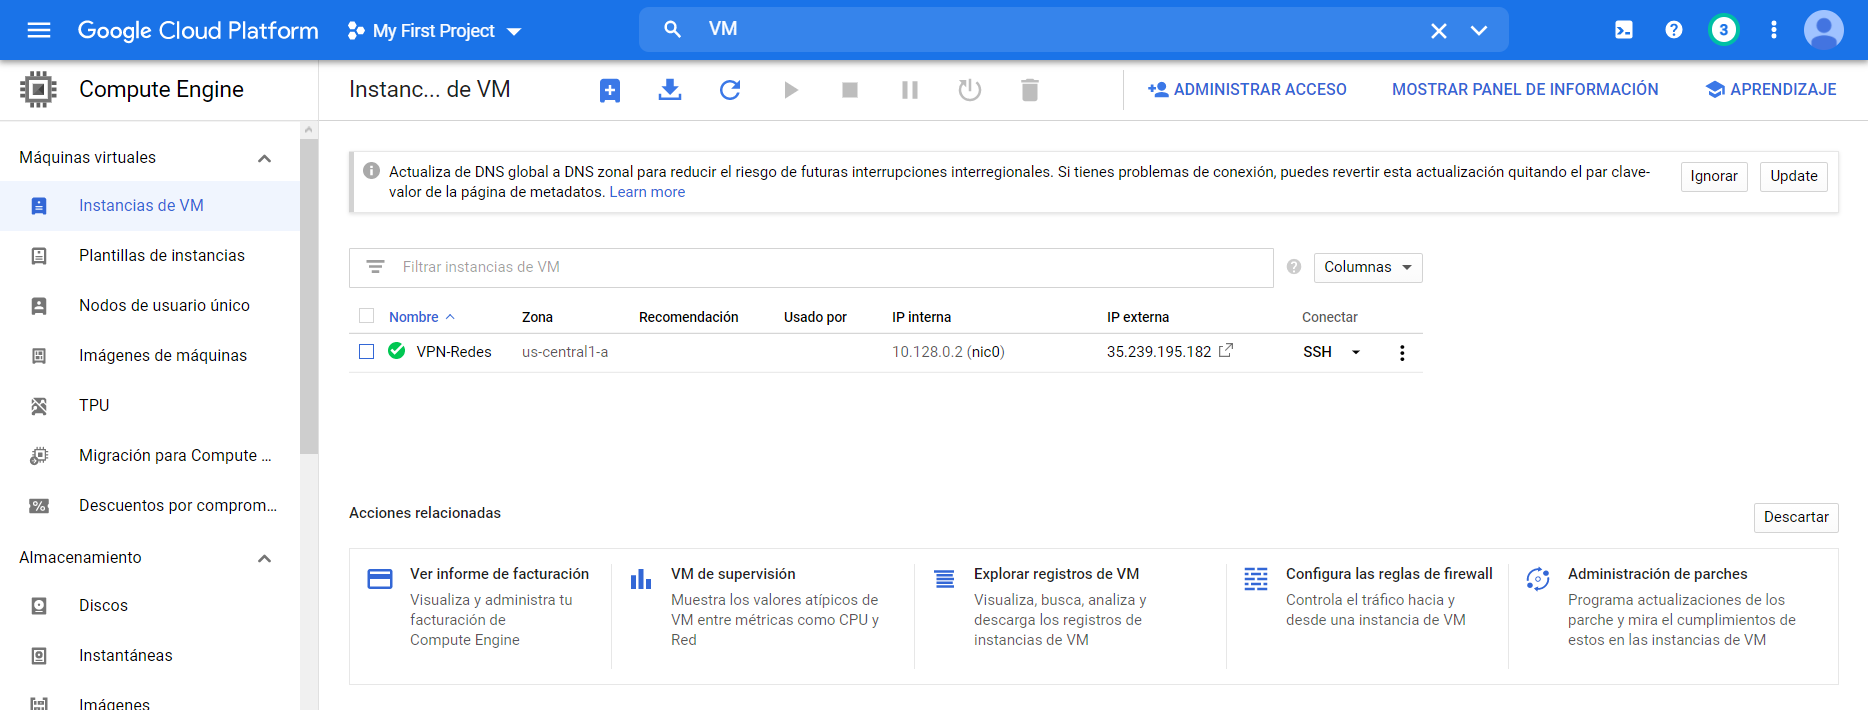 Google Cloud Platform
My First Project
VM
3
Compute Engine
Instanc... de VM
ADMINISTRAR ACCESO
MOSTRAR PANEL DE INFORMACIÓN
APRENDIZAJE
Máquinas virtuales
Instancias de VM
Plantillas de instancias
Nodos de usuario único
Imágenes de máquinas
TPU
Migración para Compute ...
Descuentos por comprom...
Almacenamiento
Discos
Instantáneas
Imágenes
Actualiza de DNS global a DNS zonal para reducir el riesgo de futuras interrupciones interregionales. Si tienes problemas de conexión, puedes revertir esta actualización quitando el par clave-
valor de la página de metadatos. Learn more
Ignorar
Update
Filtrar instancias de VM
Columnas
Nombre Zona Recomendación Usado por IP interna IP externa Conectar
VPN-Redes us-central1-a 10.128.0.2 (nic0) 35.239.195.182 SSH
Acciones relacionadas
Descartar
Ver informe de facturación
Visualiza y administra tu
facturación de
Compute Engine
VM de supervisión
Muestra los valores atípicos de
VM entre métricas como CPU y
Red
Explorar registros de VM
Visualiza, busca, analiza y
descarga los registros de
instancias de VM
Configura las reglas de firewall
Controla el tráfico hacia y
desde una instancia de VM
Administración de parches
Programa actualizaciones de los
parche y mira el cumplimientos de
estos en las instancias de VM